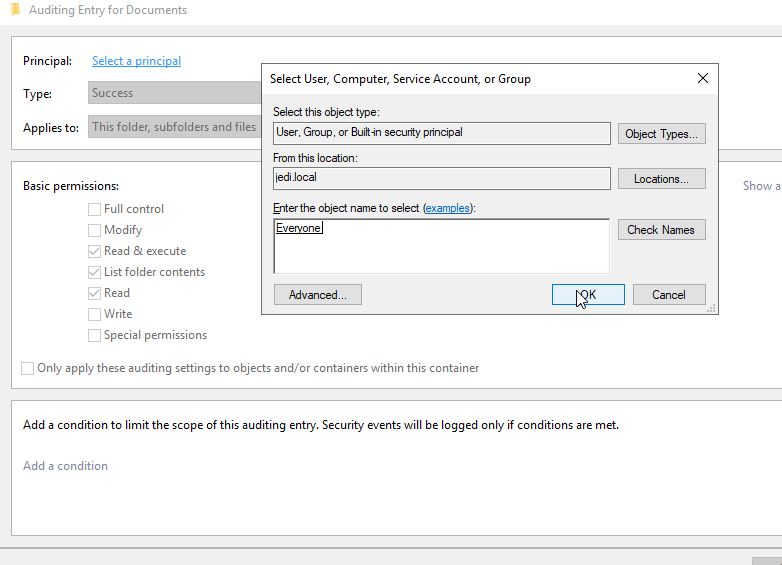 Auditing Entry for Documents
Principal: Select a principal
Type: Success
Applies to: This folder, subfolders and files
Select User, Computer, Service Account, or Group
Select this object type:
User, Group, or Built-in security principal
Object Types...
From this location:
jedi.local
Locations...
Enter the object name to select (examples):
Everyone
Check Names
Advanced...
OK
Cancel
Basic permissions:
Show a
Full control
Modify
Read & execute
List folder contents
Read
Write
Special permissions
Only apply these auditing settings to objects and/or containers within this container
Add a condition to limit the scope of this auditing entry. Security events will be logged only if conditions are met.
Add a condition